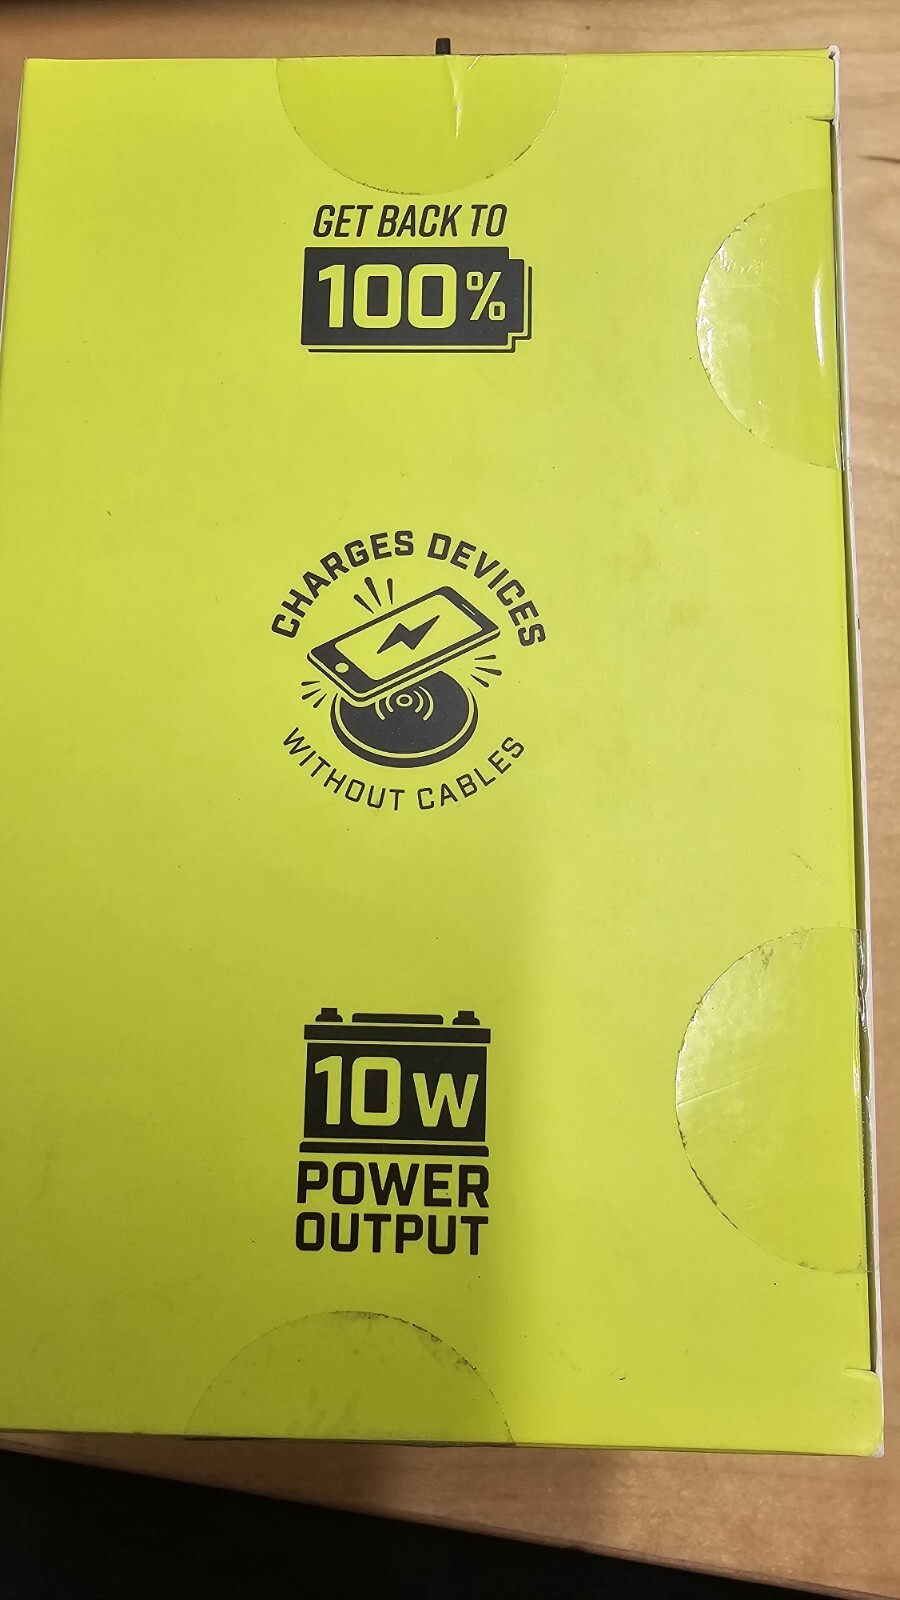 GET BACK TO
100%
CHARGES DEVICES
WITHOUT CABLES
10W
POWER
OUTPUT